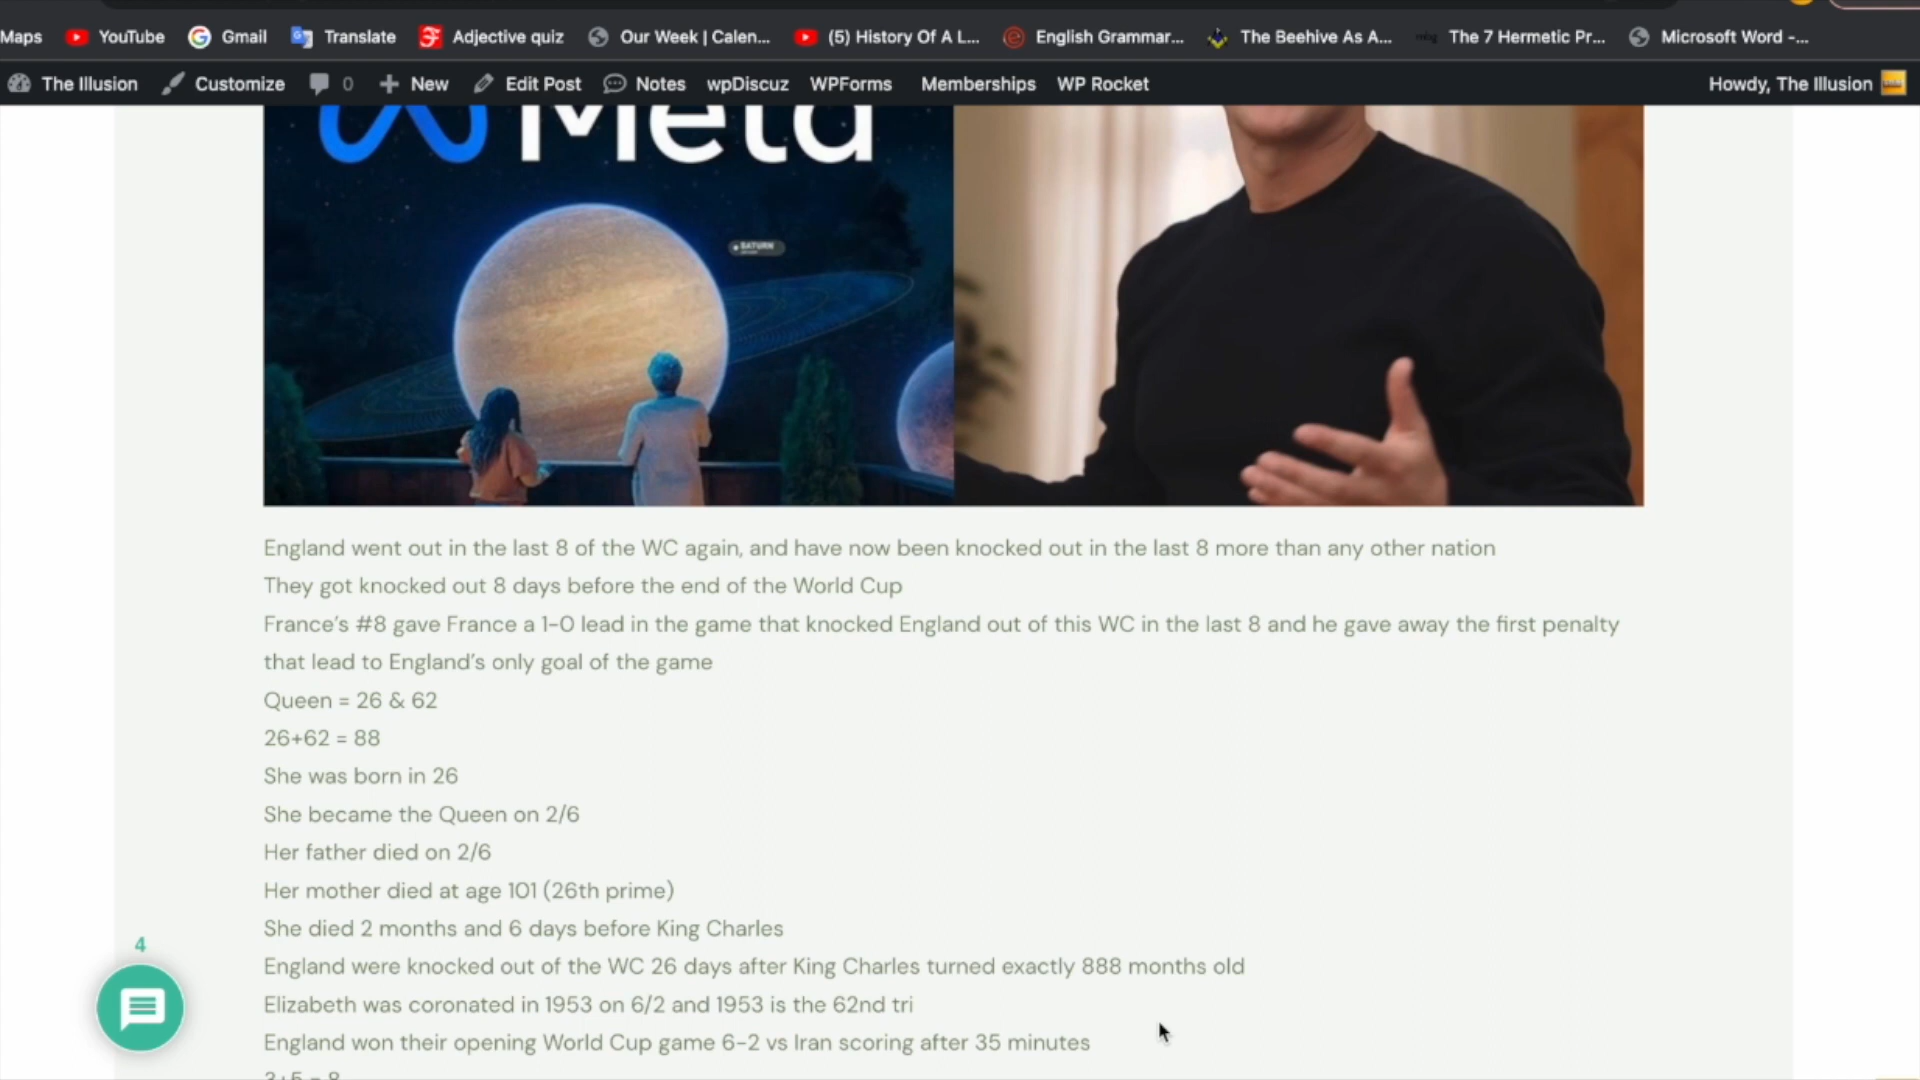 Maps YouTube Gmail Translate Adjective quiz Our Week | Calen... (5) History Of A L... English Grammar... The Beehive As A... The 7 Hermetic Pr... Microsoft Word -...
The Illusion Customize 0 New Edit Post Notes wpDiscuz WPForms Memberships WP Rocket Howdy, The Illusion
Meta
SATURN
England went out in the last 8 of the WC again, and have now been knocked out in the last 8 more than any other nation
They got knocked out 8 days before the end of the World Cup
France’s #8 gave France a 1-0 lead in the game that knocked England out of this WC in the last 8 and he gave away the first penalty
that lead to England’s only goal of the game
Queen = 26 & 62
26+62 = 88
She was born in 26
She became the Queen on 2/6
Her father died on 2/6
Her mother died at age 101 (26th prime)
She died 2 months and 6 days before King Charles
England were knocked out of the WC 26 days after King Charles turned exactly 888 months old
Elizabeth was coronated in 1953 on 6/2 and 1953 is the 62nd tri
England won their opening World Cup game 6-2 vs Iran scoring after 35 minutes
3+5 = 8
4